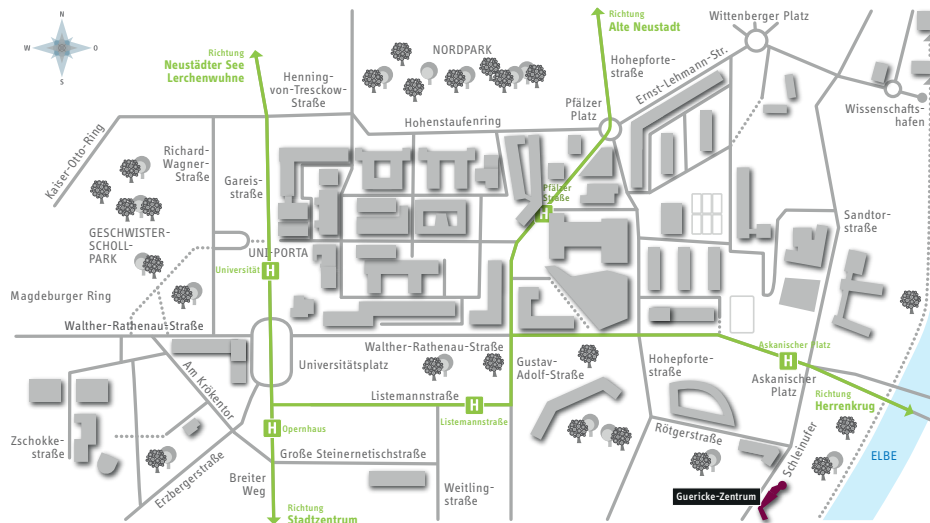 N
W
O
S
Richtung
Neustädter See
Lerchenwuhne
Henning-
von-Tresckow-
Straße
NORDPARK
Richtung
Alte Neustadt
Wittenberger Platz
Hohepforte-
straße
Ernst-Lehmann-Str.
Pfälzer
Platz
Wissenschafts-
hafen
Hohenstaufenring
Kaiser-Otto-Ring
Richard-
Wagner-
Straße
Gareis-
straße
Pfälzer
Straße
H
GESCHWISTER-
SCHOLL-
PARK
Sandtor-
straße
UNI-PORTA
Universität
H
Magdeburger Ring
Walther-Rathenau-Straße
Walther-Rathenau-Straße
Universitätsplatz
Gustav-
Adolf-Straße
Hohepforte-
straße
Askanischer Platz
H
Askanischer
Platz
Am Krökentor
Listemannstraße
H
Listemannstraße
Richtung
Herrenkrug
H
Opernhaus
Zschokke-
straße
Rötgerstraße
Schleinufer
ELBE
Große Steinernetischstraße
Erzbergerstraße
Breiter
Weg
Weitling-
straße
Guericke-Zentrum
Richtung
Stadtzentrum